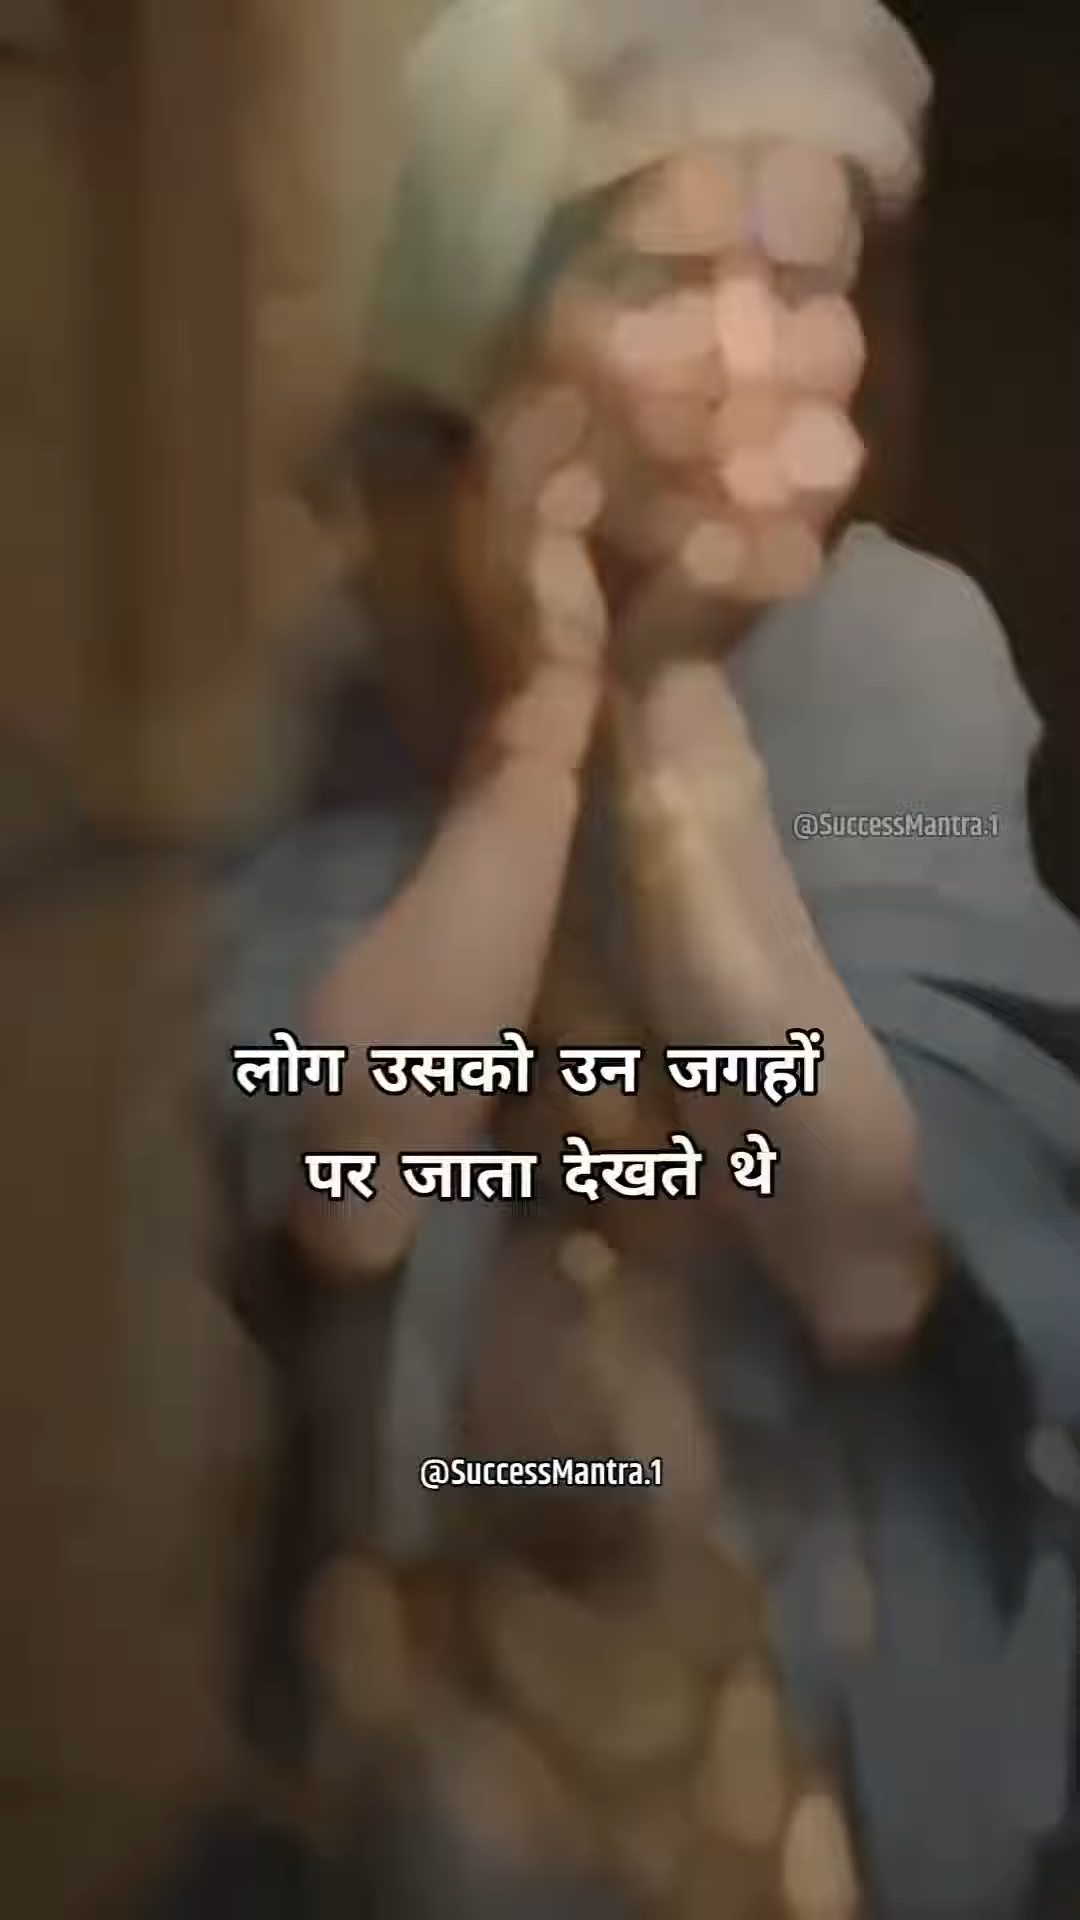 @SuccessMantra.1
लोग उसको उन जगहों
पर जाता देखते थे
@SuccessMantra.1